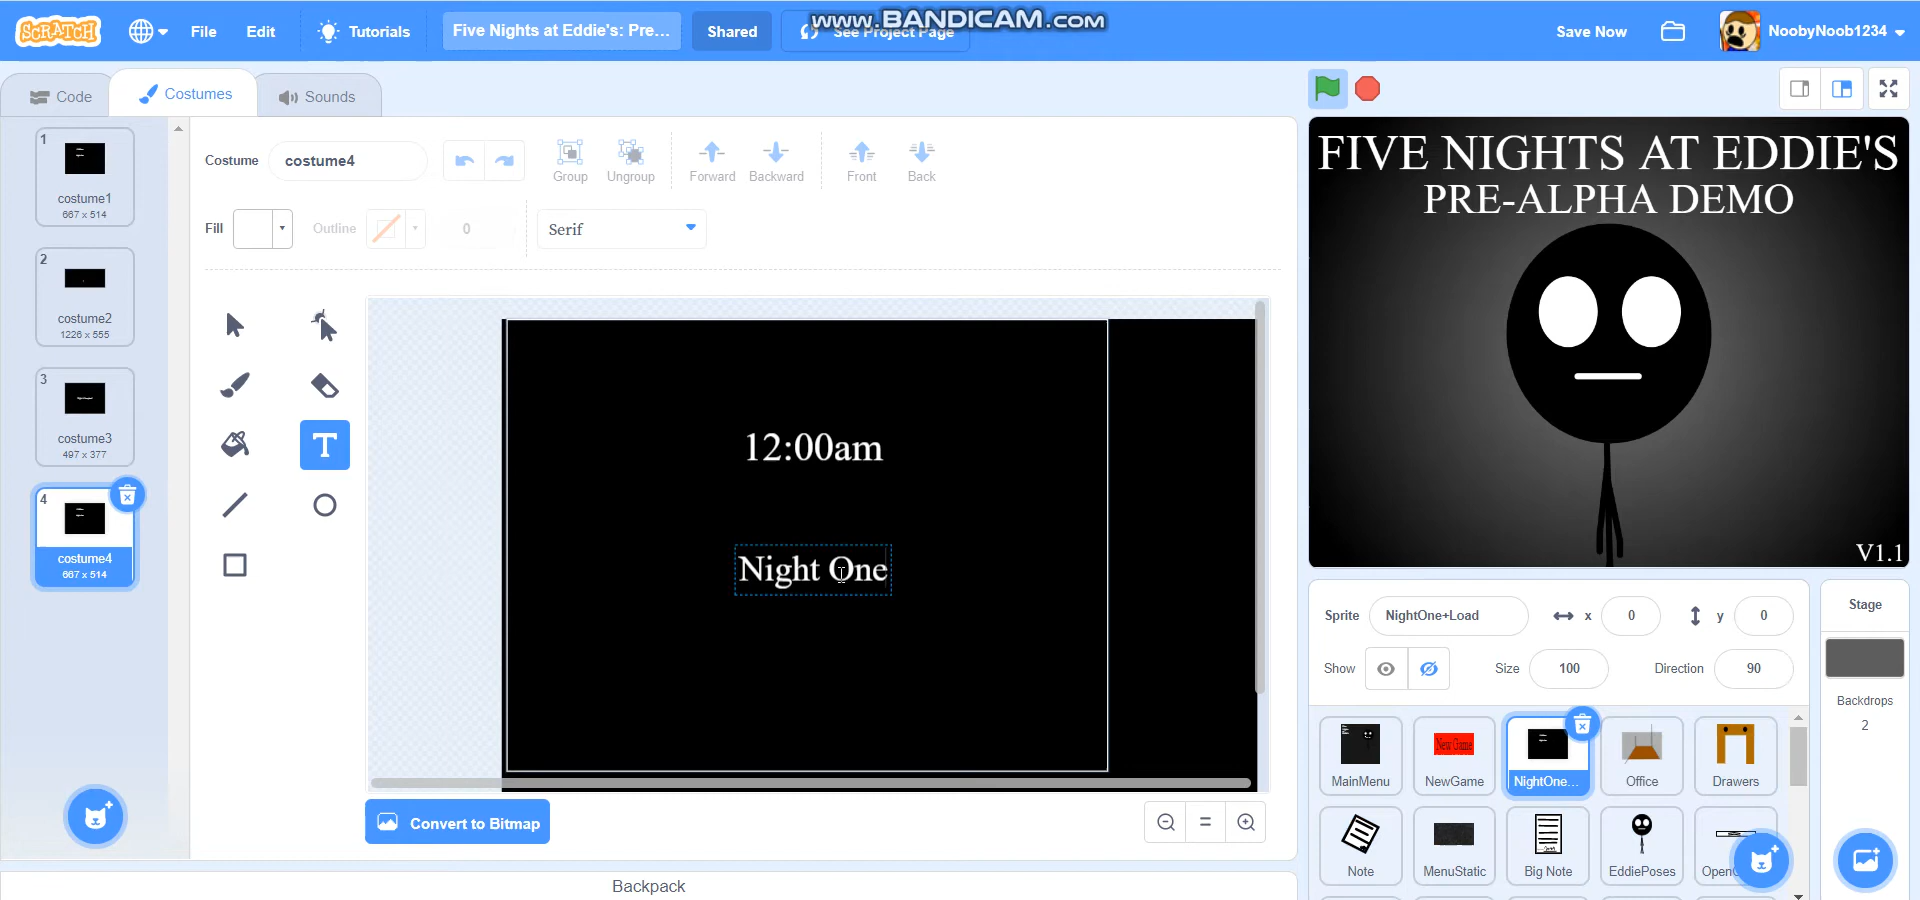 www.BANDICAM.com
SCRATCH
File
Edit
Tutorials
Five Nights at Eddie's: Pre...
Shared
See Project Page
Save Now
NoobyNoob1234
Code
Costumes
Sounds
1
costume1
667 x 514
2
costume2
1226 x 555
3
costume3
497 x 377
4
costume4
667 x 514
Costume
costume4
Group
Ungroup
Forward
Backward
Front
Back
Fill
Outline
0
Serif
T
12:00am
Night One
Convert to Bitmap
Backpack
FIVE NIGHTS AT EDDIE'S
PRE-ALPHA DEMO
V1.1
Sprite
NightOne+Load
x
0
y
0
Show
Size
100
Direction
90
Stage
Backdrops
2
MainMenu
New Game
NewGame
NightOne...
Office
Drawers
Note
MenuStatic
Big Note
EddiePoses